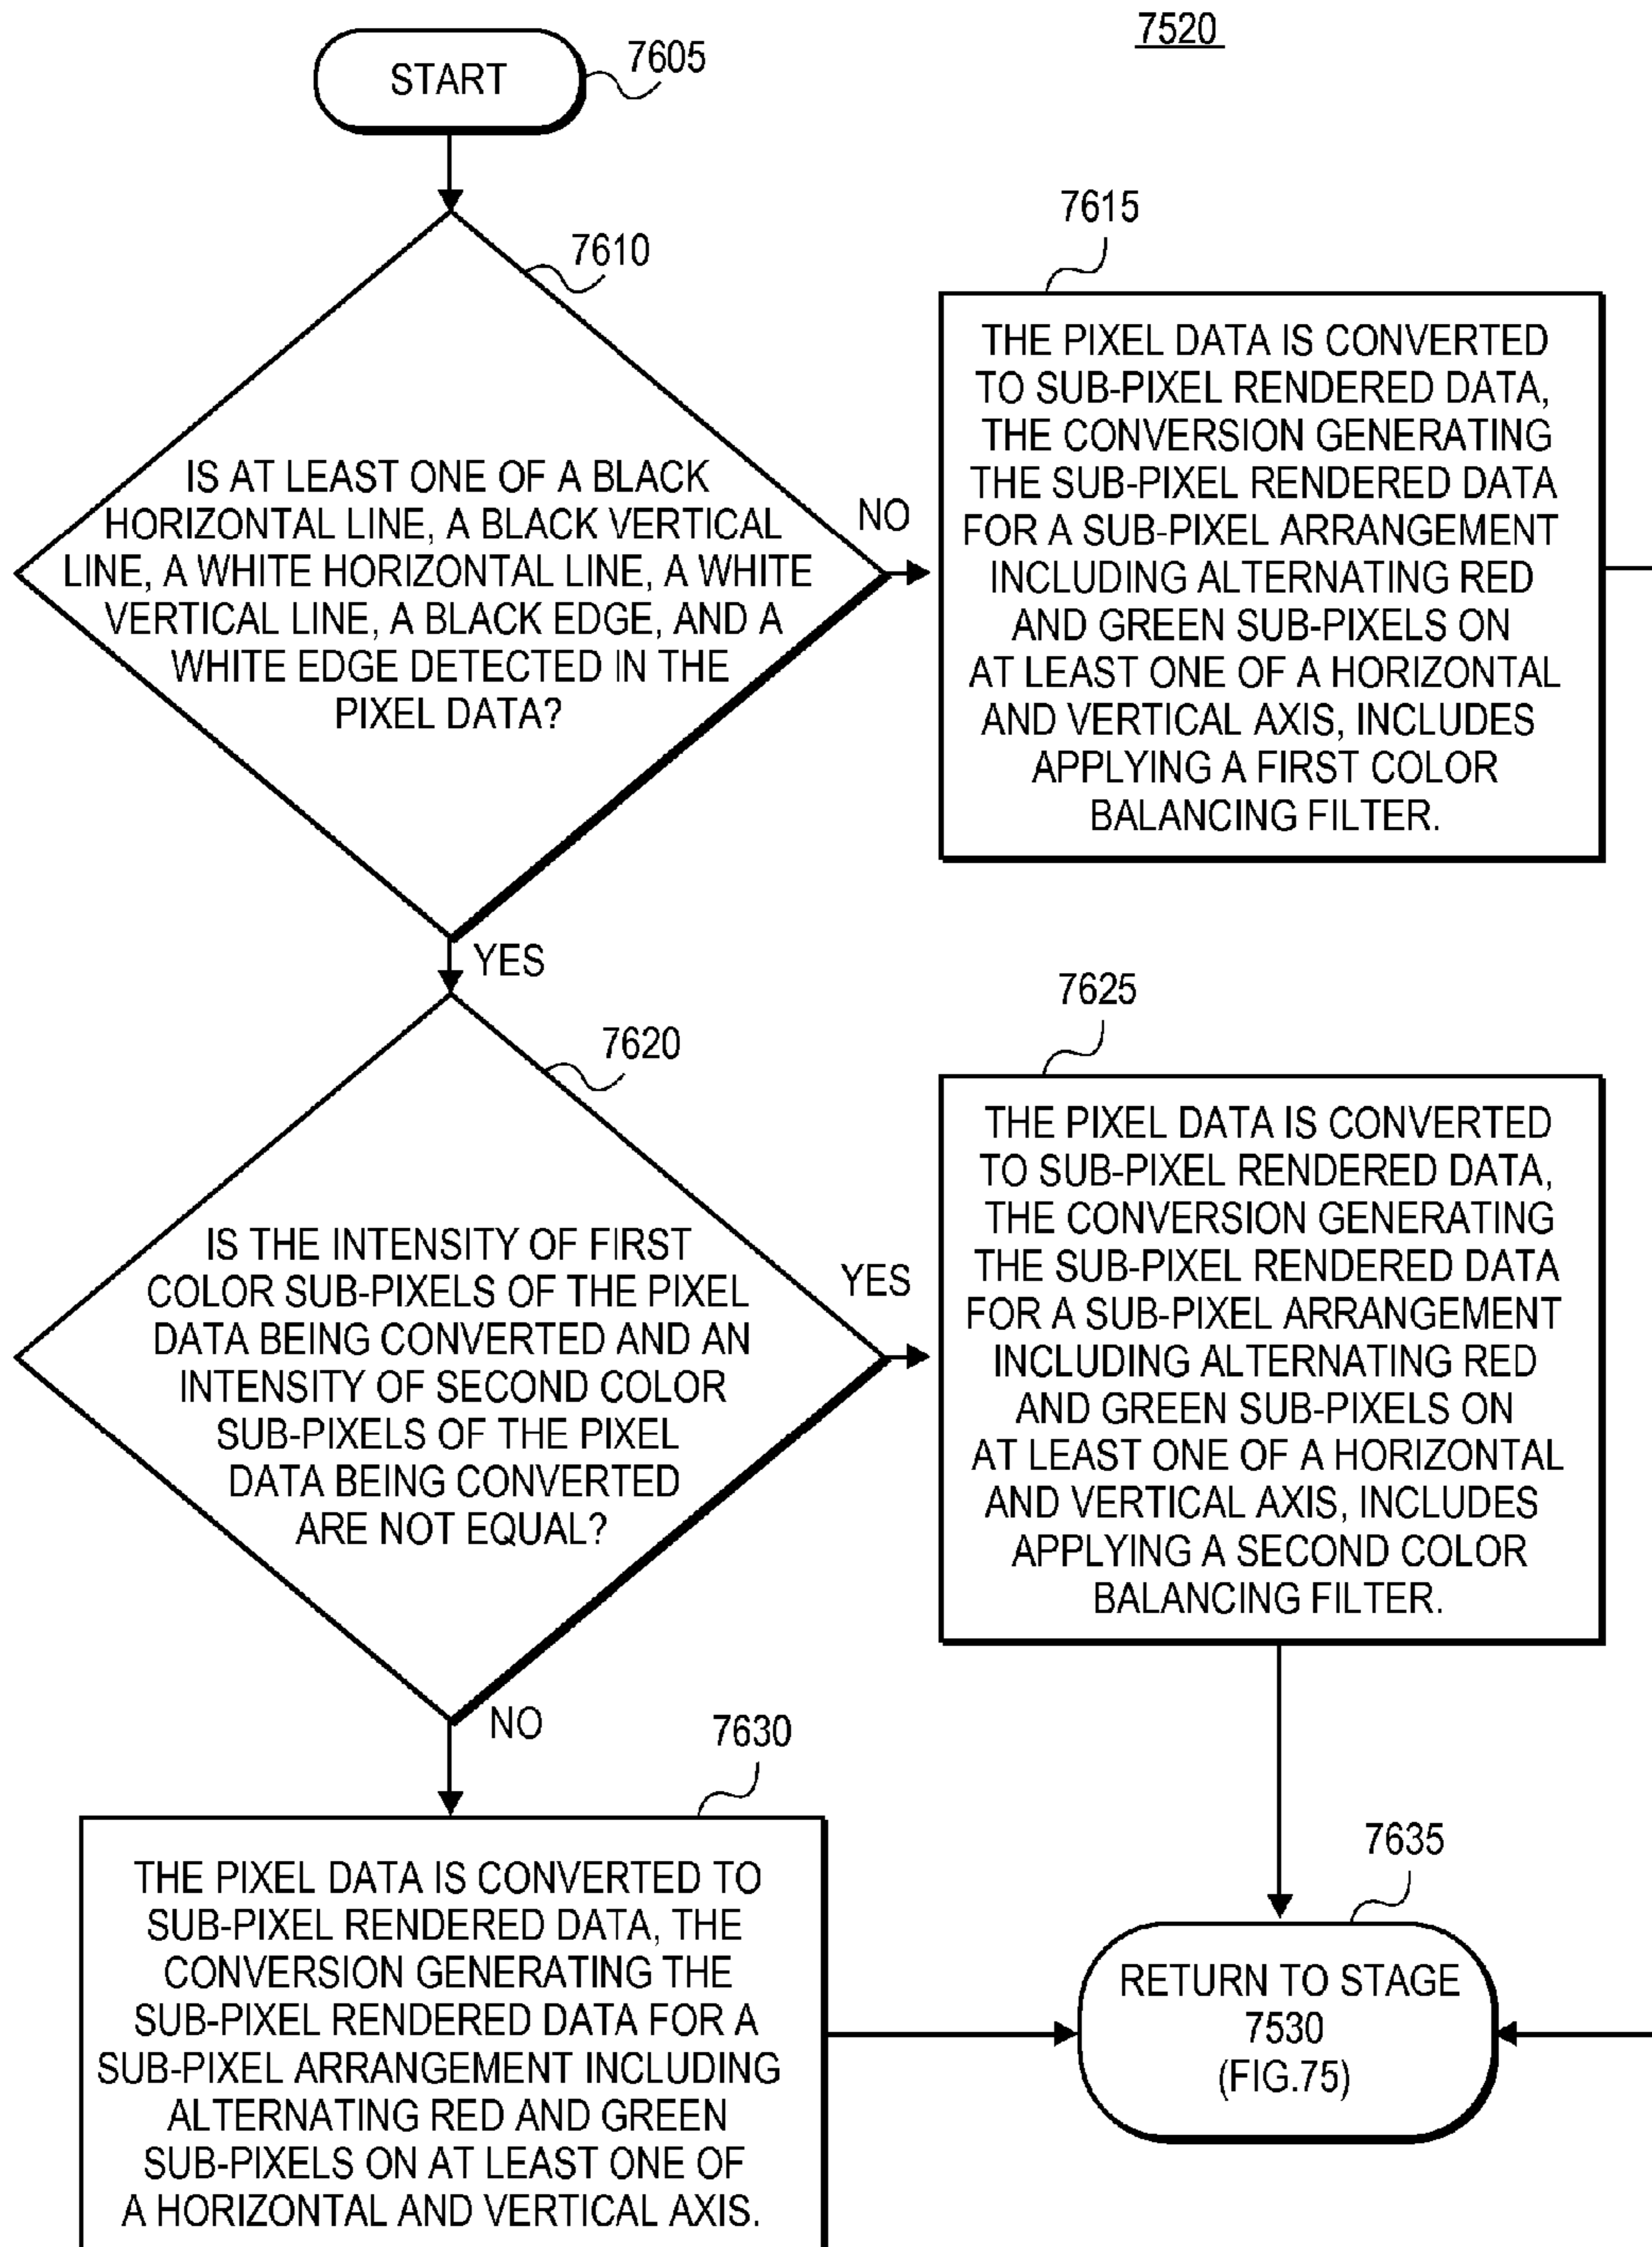 7520
START
7605
7610
IS AT LEAST ONE OF A BLACK
HORIZONTAL LINE, A BLACK VERTICAL
LINE, A WHITE HORIZONTAL LINE, A WHITE
VERTICAL LINE, A BLACK EDGE, AND A
WHITE EDGE DETECTED IN THE
PIXEL DATA?
NO
7615
THE PIXEL DATA IS CONVERTED
TO SUB-PIXEL RENDERED DATA,
THE CONVERSION GENERATING
THE SUB-PIXEL RENDERED DATA
FOR A SUB-PIXEL ARRANGEMENT
INCLUDING ALTERNATING RED
AND GREEN SUB-PIXELS ON
AT LEAST ONE OF A HORIZONTAL
AND VERTICAL AXIS, INCLUDES
APPLYING A FIRST COLOR
BALANCING FILTER.
YES
7620
IS THE INTENSITY OF FIRST
COLOR SUB-PIXELS OF THE PIXEL
DATA BEING CONVERTED AND AN
INTENSITY OF SECOND COLOR
SUB-PIXELS OF THE PIXEL
DATA BEING CONVERTED
ARE NOT EQUAL?
YES
7625
THE PIXEL DATA IS CONVERTED
TO SUB-PIXEL RENDERED DATA,
THE CONVERSION GENERATING
THE SUB-PIXEL RENDERED DATA
FOR A SUB-PIXEL ARRANGEMENT
INCLUDING ALTERNATING RED
AND GREEN SUB-PIXELS ON
AT LEAST ONE OF A HORIZONTAL
AND VERTICAL AXIS, INCLUDES
APPLYING A SECOND COLOR
BALANCING FILTER.
NO
7630
THE PIXEL DATA IS CONVERTED TO
SUB-PIXEL RENDERED DATA, THE
CONVERSION GENERATING THE
SUB-PIXEL RENDERED DATA FOR A
SUB-PIXEL ARRANGEMENT INCLUDING
ALTERNATING RED AND GREEN
SUB-PIXELS ON AT LEAST ONE OF
A HORIZONTAL AND VERTICAL AXIS.
7635
RETURN TO STAGE
7530
(FIG.75)